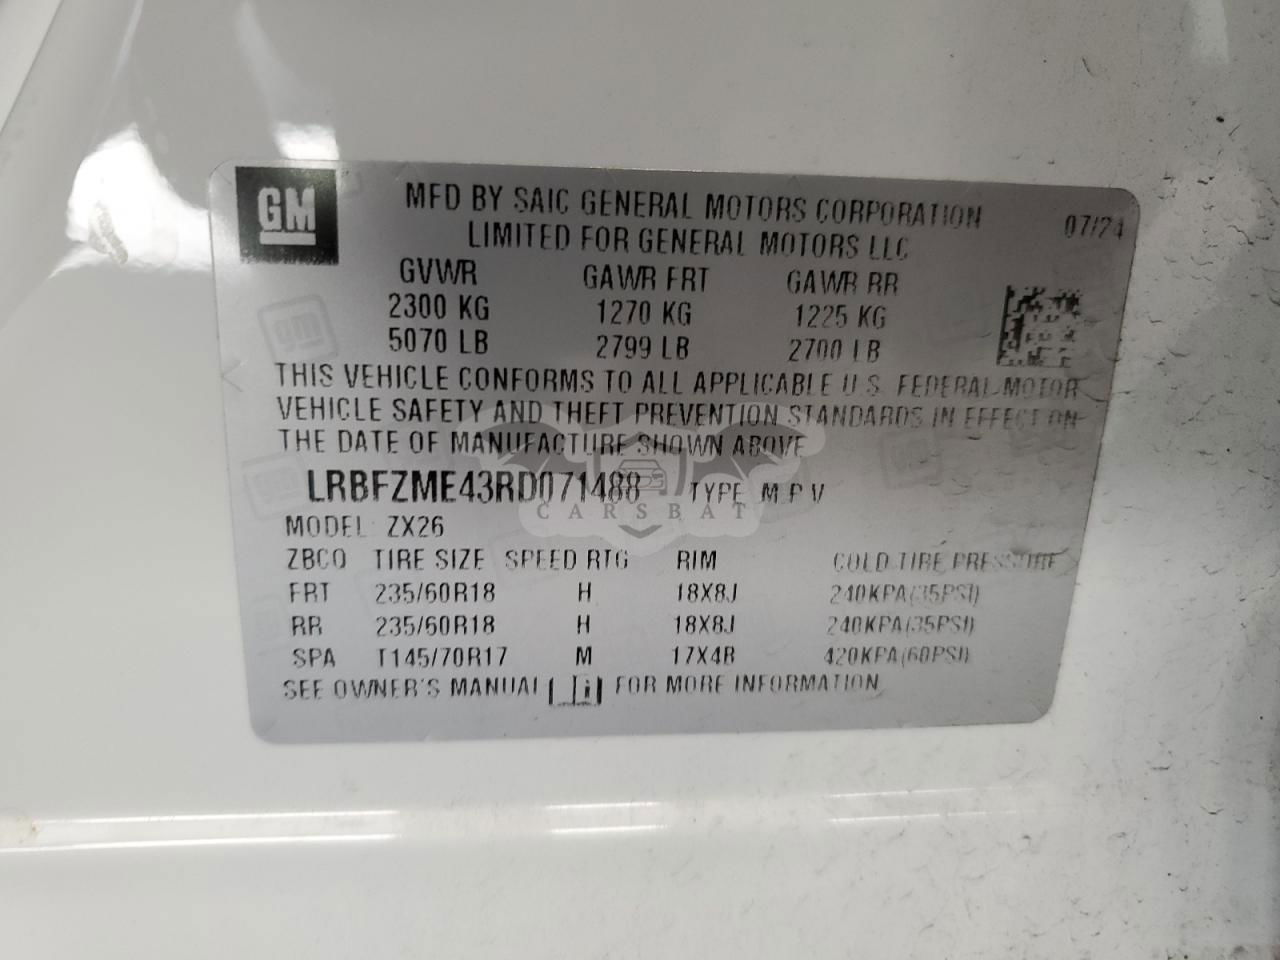 GM
MFD BY SAIC GENERAL MOTORS CORPORATION
LIMITED FOR GENERAL MOTORS LLC
07/24
GVWR GAWR FRT GAWR RR
2300 KG 1270 KG 1225 KG
5070 LB 2799 LB 2700 LB
THIS VEHICLE CONFORMS TO ALL APPLICABLE U.S. FEDERAL MOTOR
VEHICLE SAFETY AND THEFT PREVENTION STANDARDS IN EFFECT ON
THE DATE OF MANUFACTURE SHOWN ABOVE
LRBFZME43RD071488 TYPE M P V
CARSBAT
MODEL: ZX26
ZBCO TIRE SIZE SPEED RTG RIM COLD TIRE PRESSURE
FRT 235/60R18 H 18X8J 240KPA(35PSI)
RR 235/60R18 H 18X8J 240KPA(35PSI)
SPA T145/70R17 M 17X4B 420KPA(60PSI)
SEE OWNER'S MANUAL i FOR MORE INFORMATION